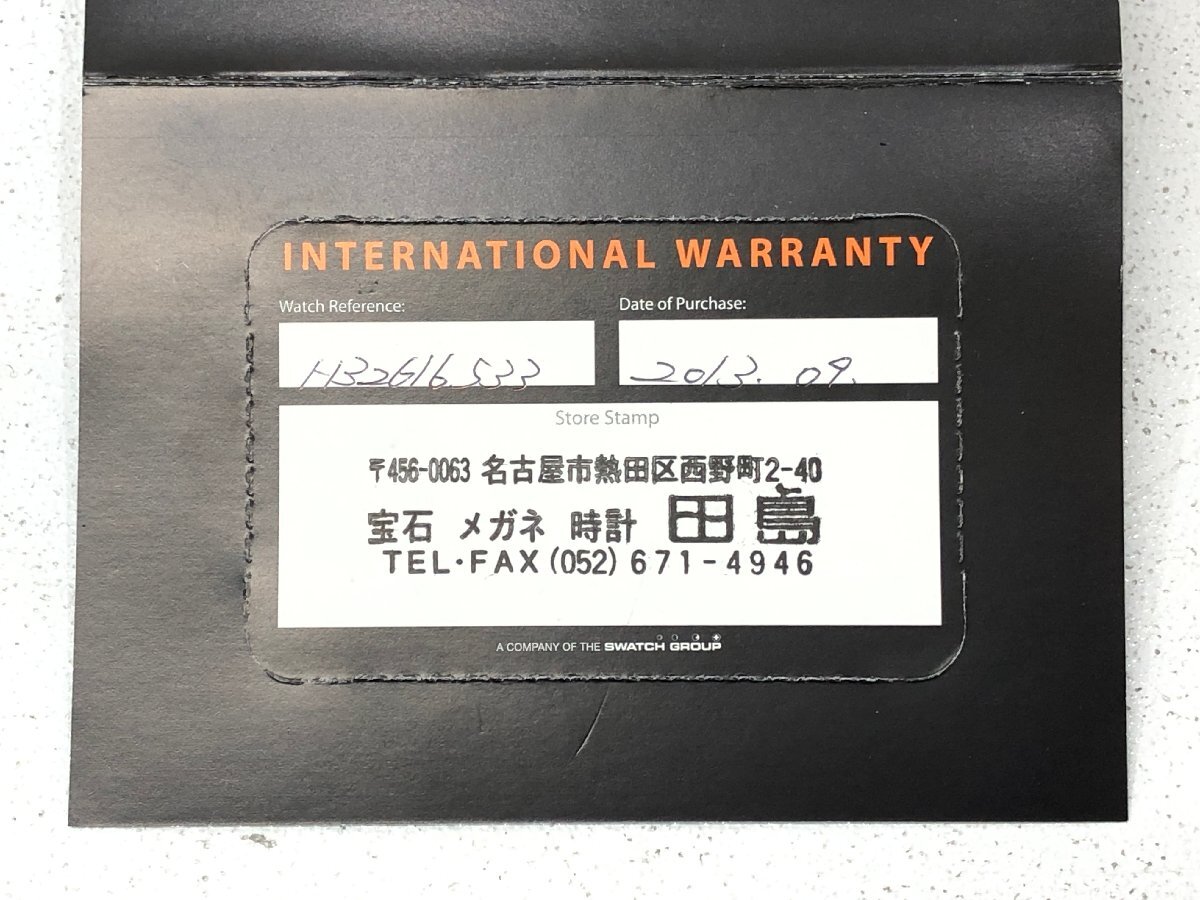 INTERNATIONAL WARRANTY
Watch Reference:
Date of Purchase:
H32616533
2013.09.
Store Stamp
〒456-0063 名古屋市熱田区西野町2-40
宝石 メガネ 時計 田島
TEL・FAX(052)671-4946
A COMPANY OF THE SWATCH GROUP